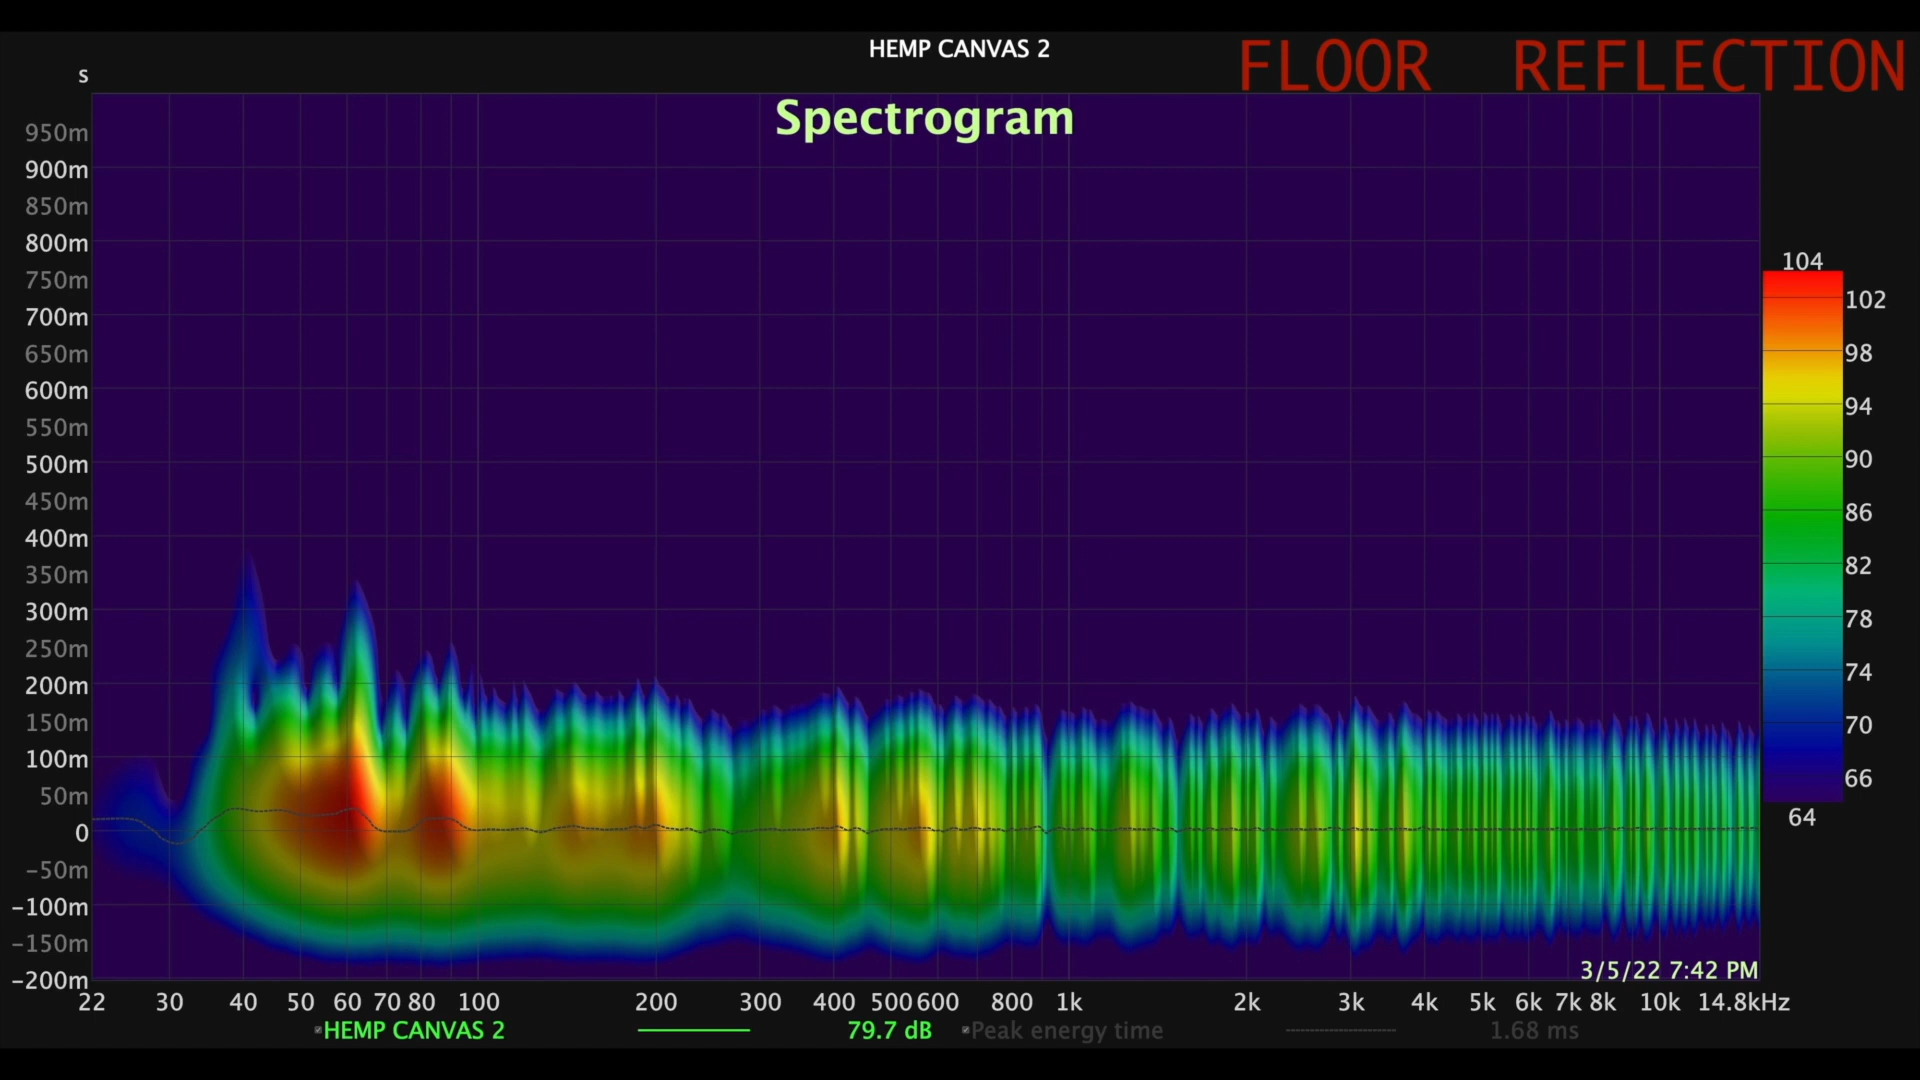 HEMP CANVAS 2
FLOOR REFLECTION
s
Spectrogram
950m
900m
850m
800m
750m
700m
650m
600m
550m
500m
450m
400m
350m
300m
250m
200m
150m
100m
50m
0
-50m
-100m
-150m
-200m
104
102
98
94
90
86
82
78
74
70
66
64
3/5/22 7:42 PM
22 30 40 50 60 70 80 100 200 300 400 500 600 800 1k 2k 3k 4k 5k 6k 7k 8k 10k 14.8kHz
HEMP CANVAS 2 79.7 dB Peak energy time 1.68 ms